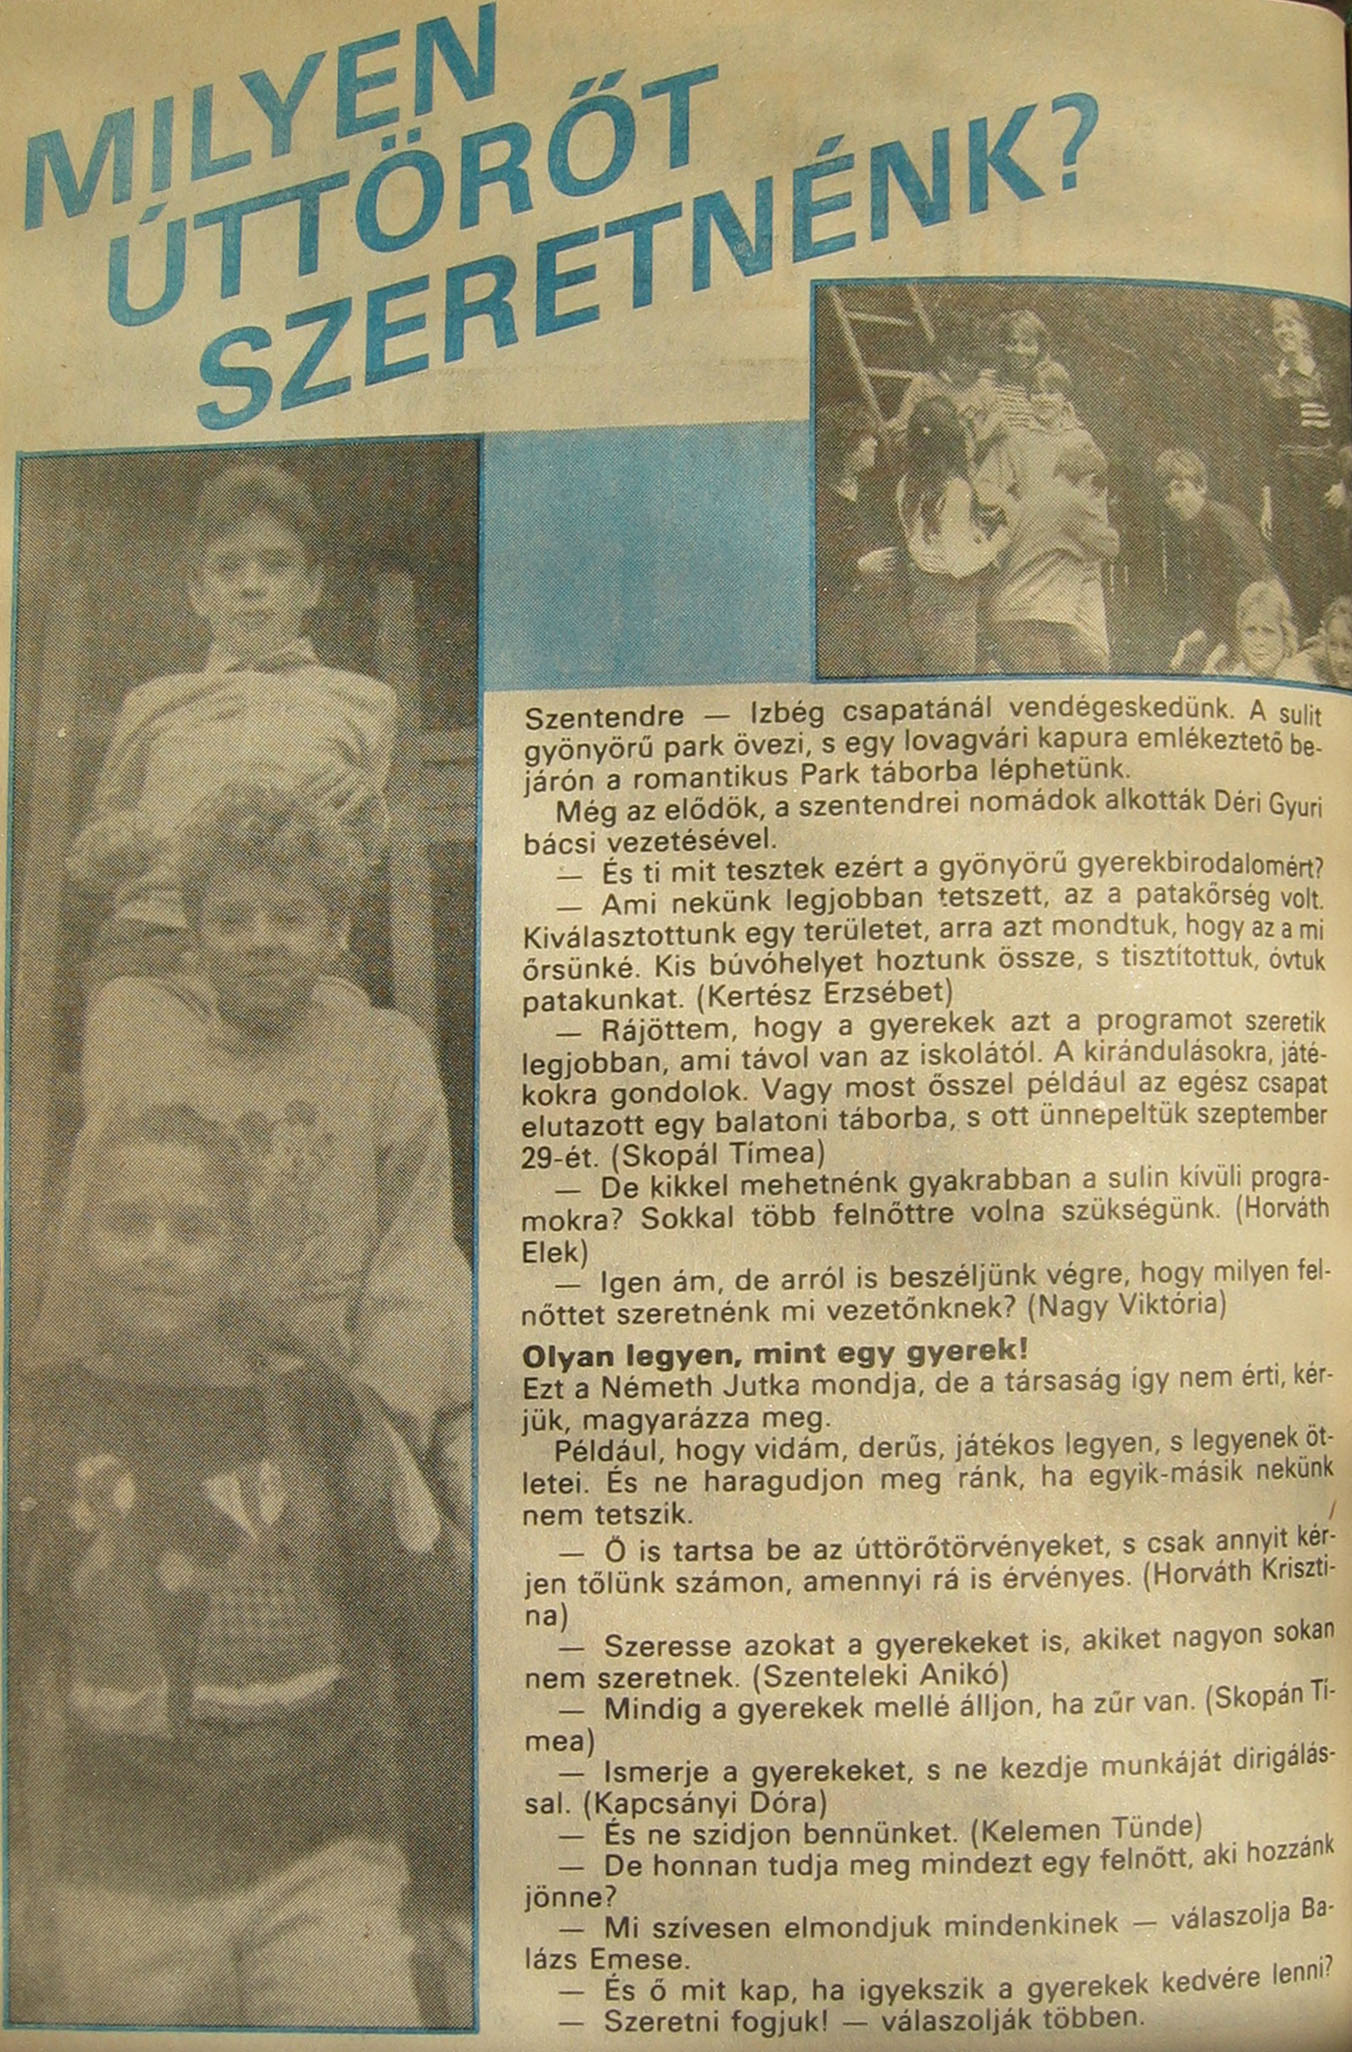 MILYEN
ÚTTÖRŐT
SZERETNÉNK?
Szentendre — Izbég csapatánál vendégeskedünk. A sulit
gyönyörű park övezi, s egy lovagvári kapura emlékeztető be-
járón a romantikus Park táborba léphetünk.
Még az elődök, a szentendrei nomádok alkották Déri Gyuri
bácsi vezetésével.
— És ti mit tesztek ezért a gyönyörű gyerekbirodalomért?
— Ami nekünk legjobban tetszett, az a patakőrség volt.
Kiválasztottunk egy területet, arra azt mondtuk, hogy az a mi
őrsünké. Kis búvóhelyet hoztunk össze, s tisztítottuk, óvtuk
patakunkat. (Kertész Erzsébet)
— Rájöttem, hogy a gyerekek azt a programot szeretik
legjobban, ami távol van az iskolától. A kirándulásokra, játé-
kokra gondolok. Vagy most ősszel például az egész csapat
elutazott egy balatoni táborba, s ott ünnepeltük szeptember
29-ét. (Skopál Tímea)
— De kikkel mehetnénk gyakrabban a sulin kívüli progra-
mokra? Sokkal több felnőttre volna szükségünk. (Horváth
Elek)
— Igen ám, de arról is beszéljünk végre, hogy milyen fel-
nőttet szeretnénk mi vezetőnknek? (Nagy Viktória)
Olyan legyen, mint egy gyerek!
Ezt a Németh Jutka mondja, de a társaság így nem érti, kér-
jük, magyarázza meg.
Például, hogy vidám, derűs, játékos legyen, s legyenek öt-
letei. És ne haragudjon meg ránk, ha egyik-másik nekünk
nem tetszik.
— Ő is tartsa be az úttörőtörvényeket, s csak annyit kér-
jen tőlünk számon, amennyi rá is érvényes. (Horváth Kriszti-
na)
— Szeresse azokat a gyerekeket is, akiket nagyon sokan
nem szeretnek. (Szenteleki Anikó)
— Mindig a gyerekek mellé álljon, ha zűr van. (Skopán Tí-
mea)
— Ismerje a gyerekeket, s ne kezdje munkáját dirigálás-
sal. (Kapcsányi Dóra)
— És ne szidjon bennünket. (Kelemen Tünde)
— De honnan tudja meg mindezt egy felnőtt, aki hozzánk
jönne?
— Mi szívesen elmondjuk mindenkinek — válaszolja Ba-
lázs Emese.
— És ő mit kap, ha igyekszik a gyerekek kedvére lenni?
— Szeretni fogjuk! — válaszolják többen.